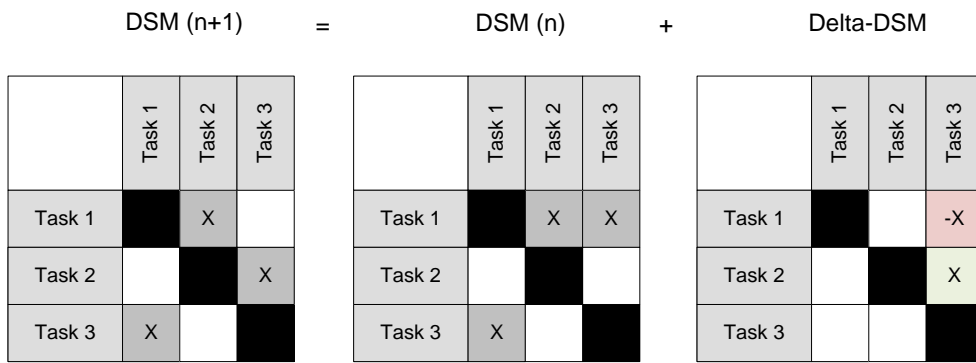 DSM (n+1) = DSM (n) + Delta-DSM
Task 1 Task 2 Task 3 Task 1 Task 2 Task 3 Task 1 Task 2 Task 3
Task 1 X Task 1 X X Task 1 -X
Task 2 X Task 2 Task 2 X
Task 3 X Task 3 X Task 3